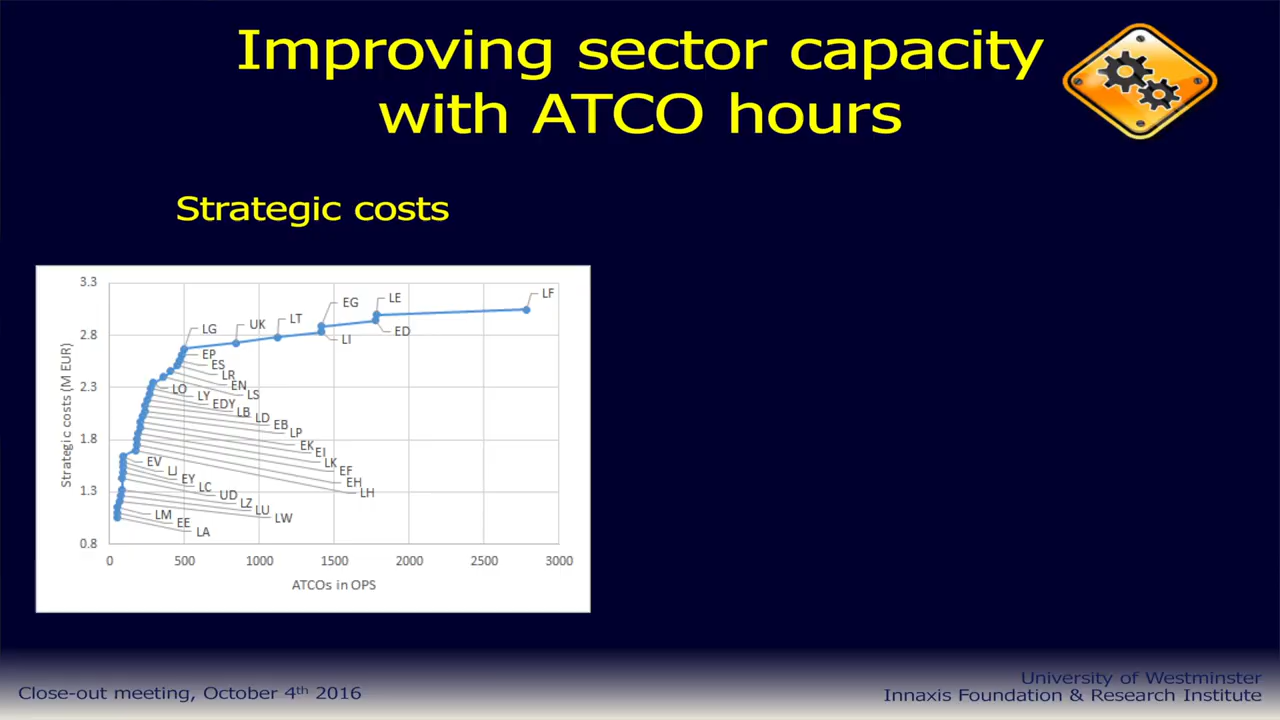 Improving sector capacity
with ATCO hours
Strategic costs
3.3
2.8
2.3
1.8
1.3
0.8
Strategic costs (M EUR)
0
500
1000
1500
2000
2500
3000
ATCOs in OPS
LF
LE
EG
ED
LI
LT
UK
LG
EP
ES
LR
EN
LS
LO
LY
EDY
LB
LD
EB
LP
EK
EI
LK
EF
EH
LH
EV
LJ
EY
LC
UD
LZ
LU
LW
LM
EE
LA
Close-out meeting, October 4th 2016
University of Westminster
Innaxis Foundation & Research Institute